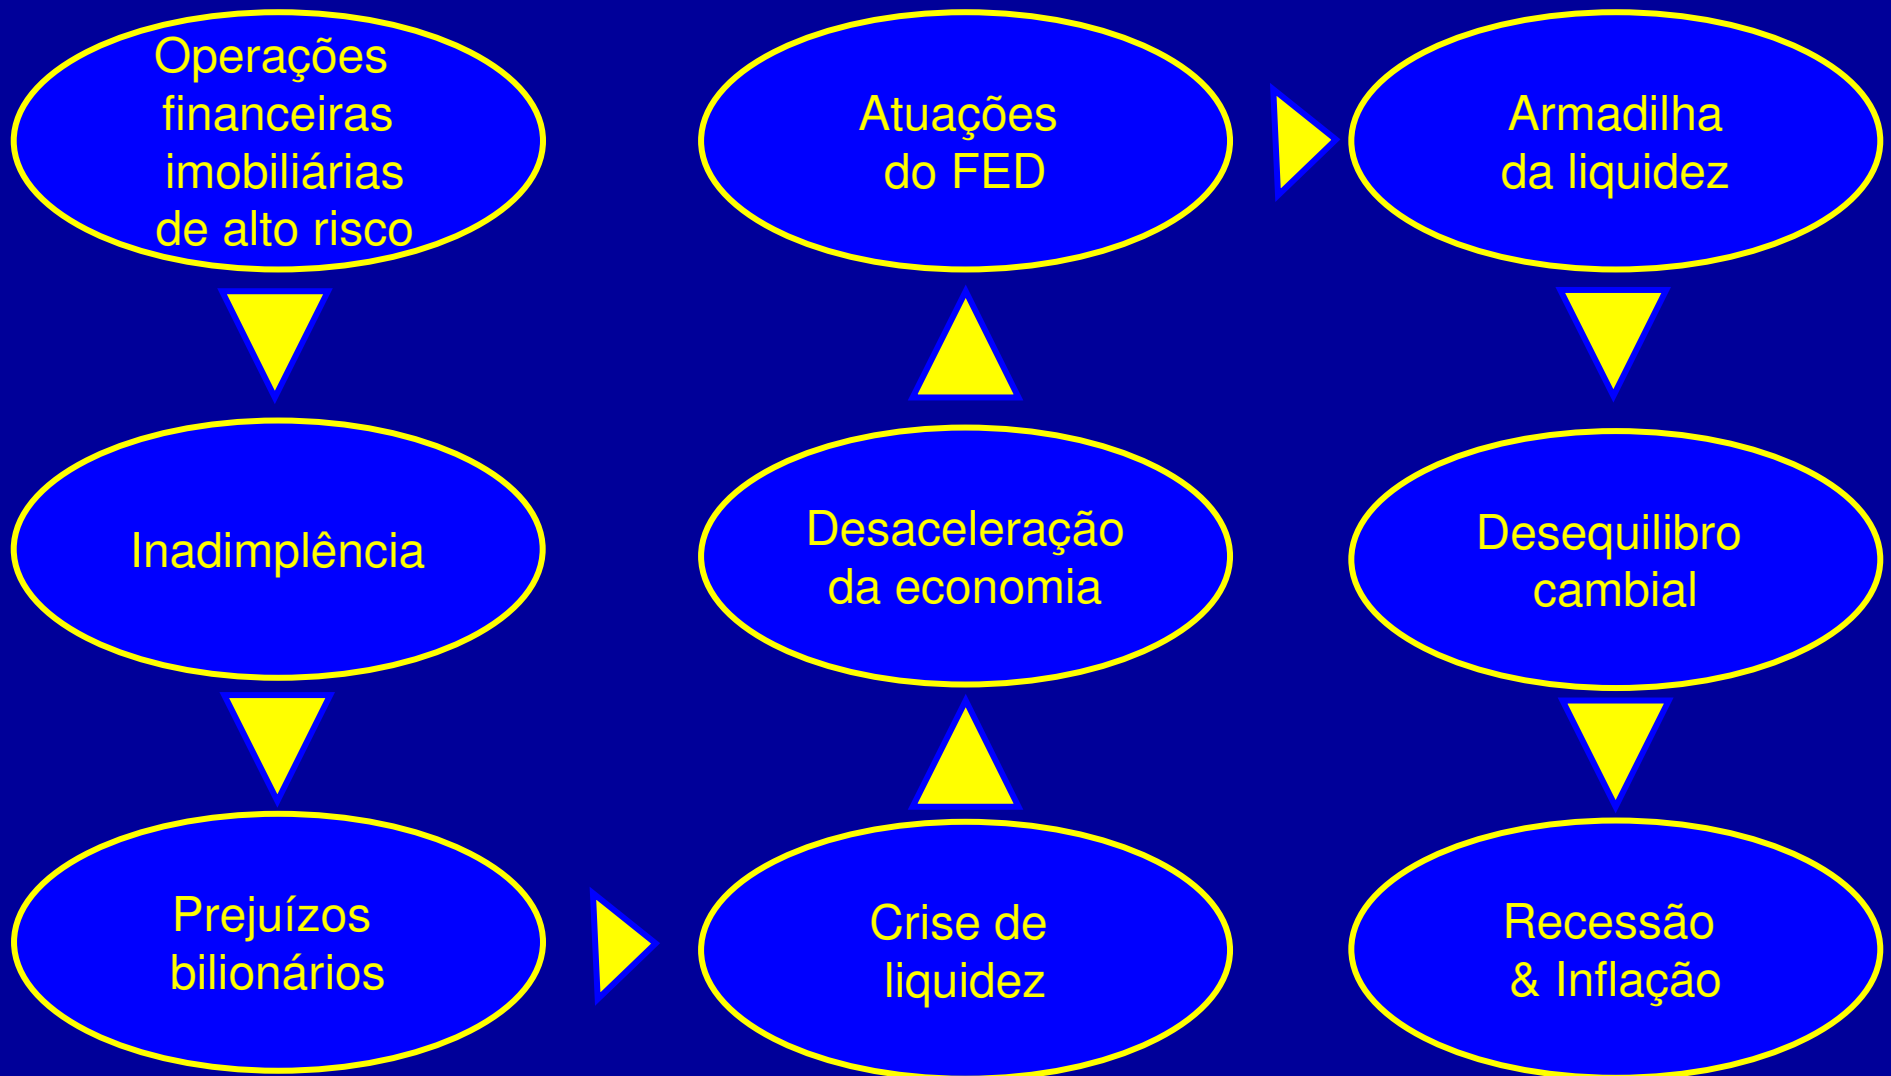 Operações
financeiras
imobiliárias
de alto risco
Inadimplência
Prejuízos
bilionários
Crise de
liquidez
Desaceleração
da economia
Atuações
do FED
Armadilha
da liquidez
Desequilibro
cambial
Recessão
& Inflação